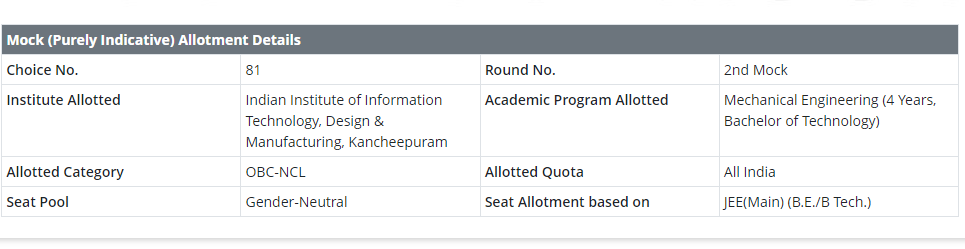 Mock (Purely Indicative) Allotment Details
Choice No. 81 Round No. 2nd Mock
Institute Allotted Indian Institute of Information Academic Program Allotted Mechanical Engineering (4 Years,
Technology, Design & Bachelor of Technology)
Manufacturing, Kancheepuram
Allotted Category OBC-NCL Allotted Quota All India
Seat Pool Gender-Neutral Seat Allotment based on JEE(Main) (B.E./B Tech.)